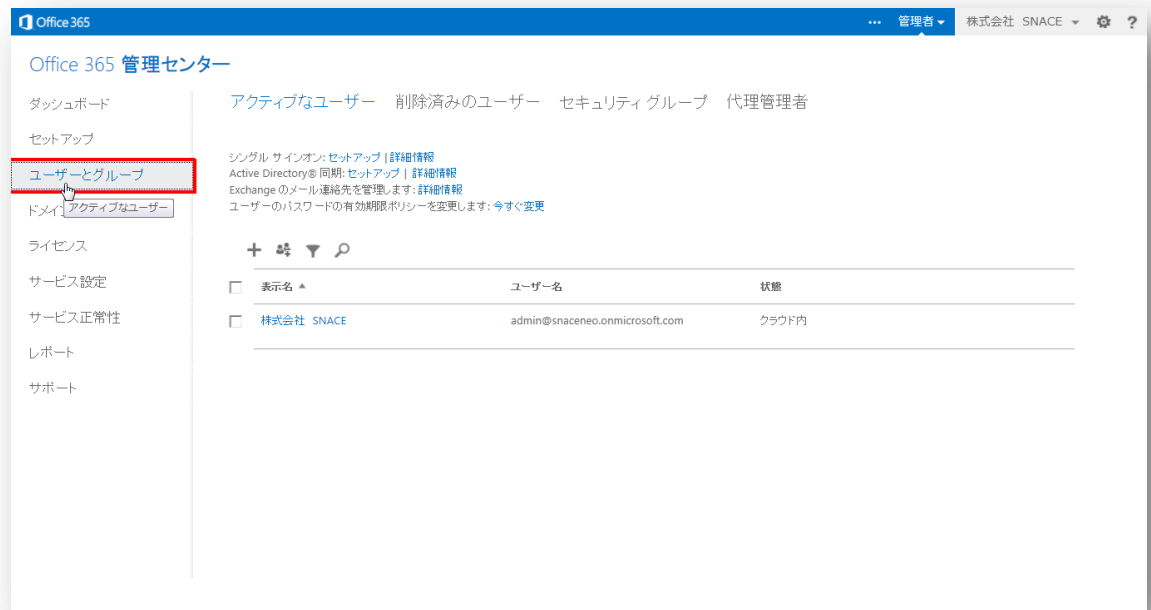 Office 365
... 管理者 株式会社 SNACE ?
Office 365 管理センター
ダッシュボード
セットアップ
ユーザーとグループ
アクティブなユーザー
ドメイ
ライセンス
サービス設定
サービス正常性
レポート
サポート
アクティブなユーザー 削除済みのユーザー セキュリティ グループ 代理管理者
シングル サインオン: セットアップ | 詳細情報
Active Directory® 同期: セットアップ | 詳細情報
Exchange のメール連絡先を管理します: 詳細情報
ユーザーのパスワードの有効期限ポリシーを変更します: 今すぐ変更
表示名 ユーザー名 状態
株式会社 SNACE admin@snaceneo.onmicrosoft.com クラウド内